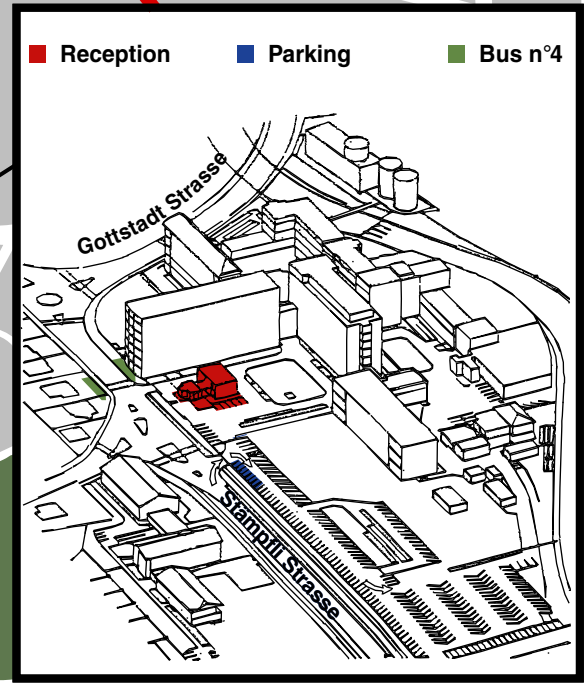 Reception
Parking
Bus n°4
Gottstadt Strasse
Stämpfli Strasse